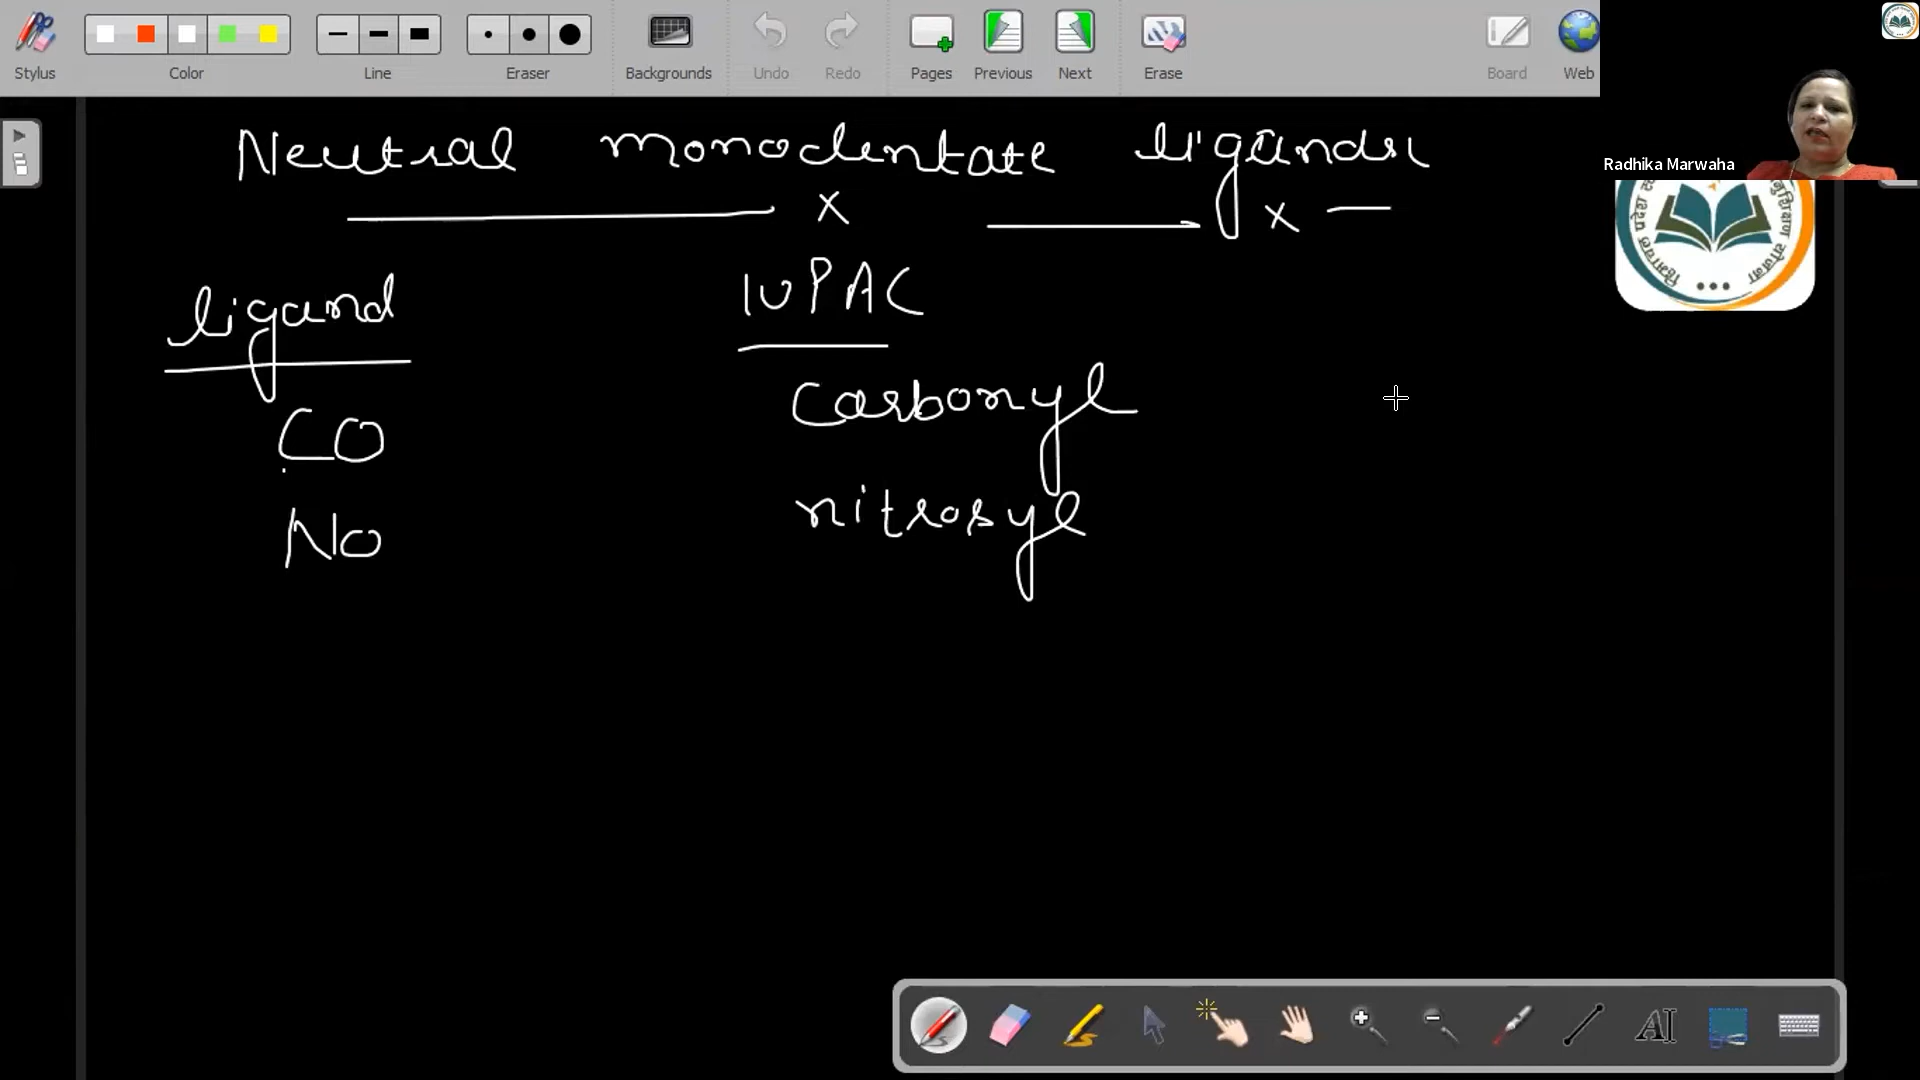 Stylus Color Line Eraser Backgrounds Undo Redo Pages Previous Next Erase Board Web
Radhika Marwaha
Neutral monodentate ligands
x x
ligand IUPAC
CO Carbonyl
NO nitrosyl